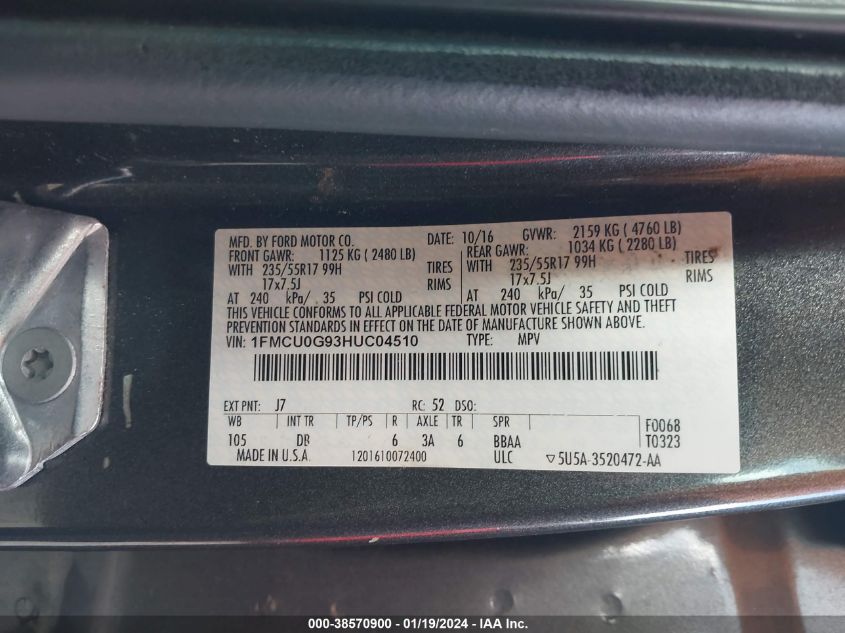 MFD. BY FORD MOTOR CO. DATE: 10/16 GVWR: 2159 KG ( 4760 LB)
FRONT GAWR: 1125 KG ( 2480 LB) REAR GAWR: 1034 KG ( 2280 LB)
WITH 235/55R17 99H TIRES WITH 235/55R17 99H TIRES
17x7.5J RIMS 17x7.5J RIMS
AT 240 kPa/ 35 PSI COLD AT 240 kPa/ 35 PSI COLD
THIS VEHICLE CONFORMS TO ALL APPLICABLE FEDERAL MOTOR VEHICLE SAFETY AND THEFT
PREVENTION STANDARDS IN EFFECT ON THE DATE OF MANUFACTURE SHOWN ABOVE.
VIN: 1FMCU0G93HUC04510 TYPE: MPV
EXT PNT: J7 RC: 52 DSO:
WB INT TR TP/PS R AXLE TR SPR F0068
105 DB 6 3A 6 BBAA T0323
MADE IN U.S.A. 1201610072400 ULC ▽5U5A-3520472-AA
000-38570900 - 01/19/2024 - IAA Inc.